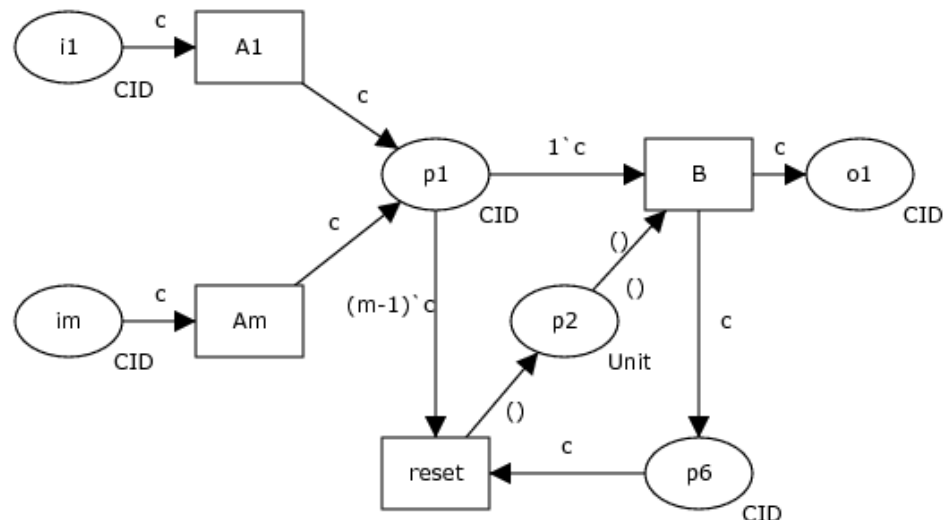 c
i1
A1
CID
c
p1
1`c
B
c
o1
CID
CID
c
()
c
(m-1)`c
()
im
Am
p2
c
CID
Unit
()
c
reset
p6
CID